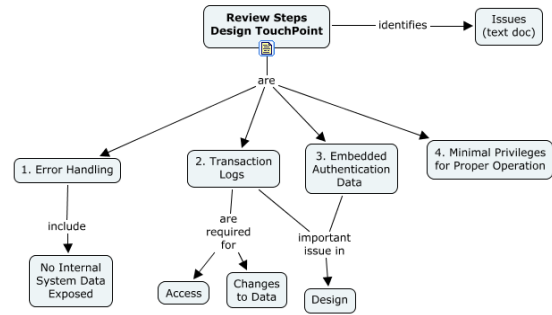 Review Steps
Design TouchPoint
identifies
Issues
(text doc)
are
1. Error Handling
2. Transaction
Logs
3. Embedded
Authentication
Data
4. Minimal Privileges
for Proper Operation
include
are
required
for
important
issue in
No Internal
System Data
Exposed
Access
Changes
to Data
Design